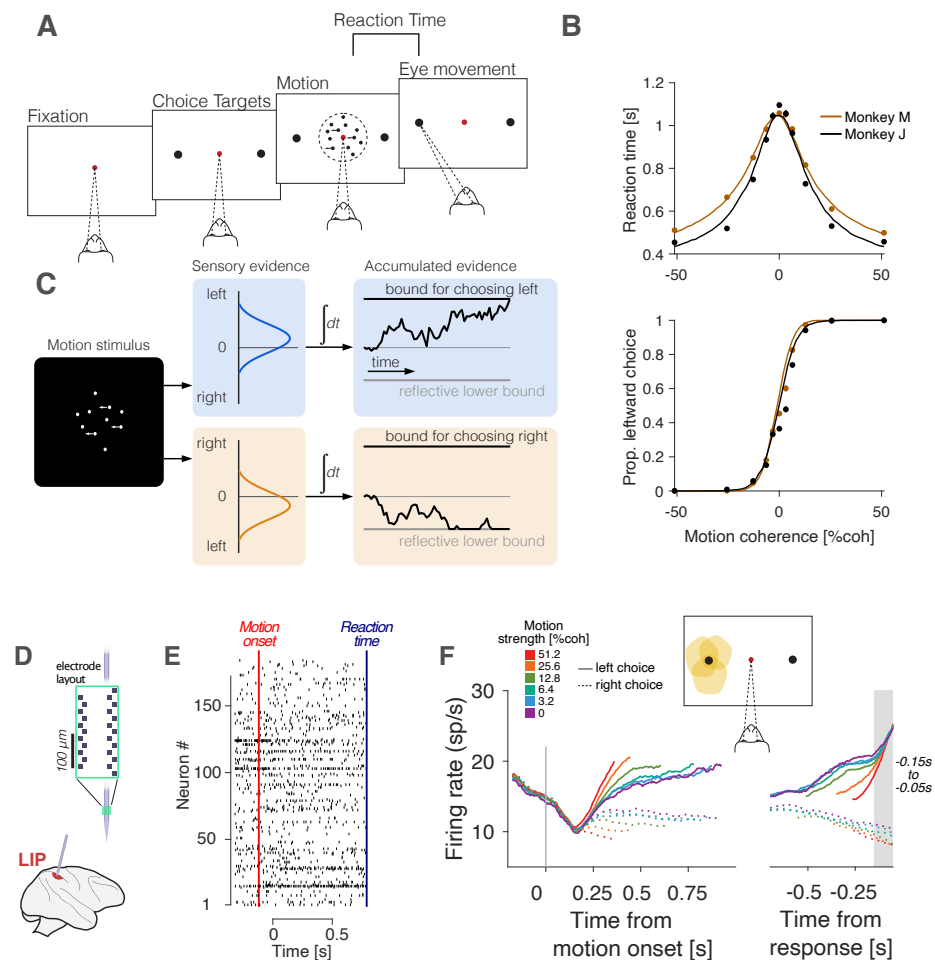 A
Reaction Time
Fixation
Choice Targets
Motion
Eye movement
B
Reaction time [s]
1.2
1.0
0.8
0.6
0.4
-50
0
50
Monkey M
Monkey J
Prop. leftward choice
1.0
0.8
0.6
0.4
0.2
0
-50
0
50
Motion coherence [%coh]
C
Motion stimulus
Sensory evidence
left
0
right
∫dt
Accumulated evidence
bound for choosing left
time
reflective lower bound
right
0
left
∫dt
bound for choosing right
reflective lower bound
D
electrode
layout
100 µm
LIP
E
Motion
onset
Reaction
time
Neuron #
150
100
50
1
0
0.5
Time [s]
F
Motion
strength [%coh]
51.2
25.6
12.8
6.4
3.2
0
left choice
right choice
Firing rate (sp/s)
30
20
10
0
0.25
0.5
0.75
Time from
motion onset [s]
-0.15s
to
-0.05s
-0.5
-0.25
Time from
response [s]